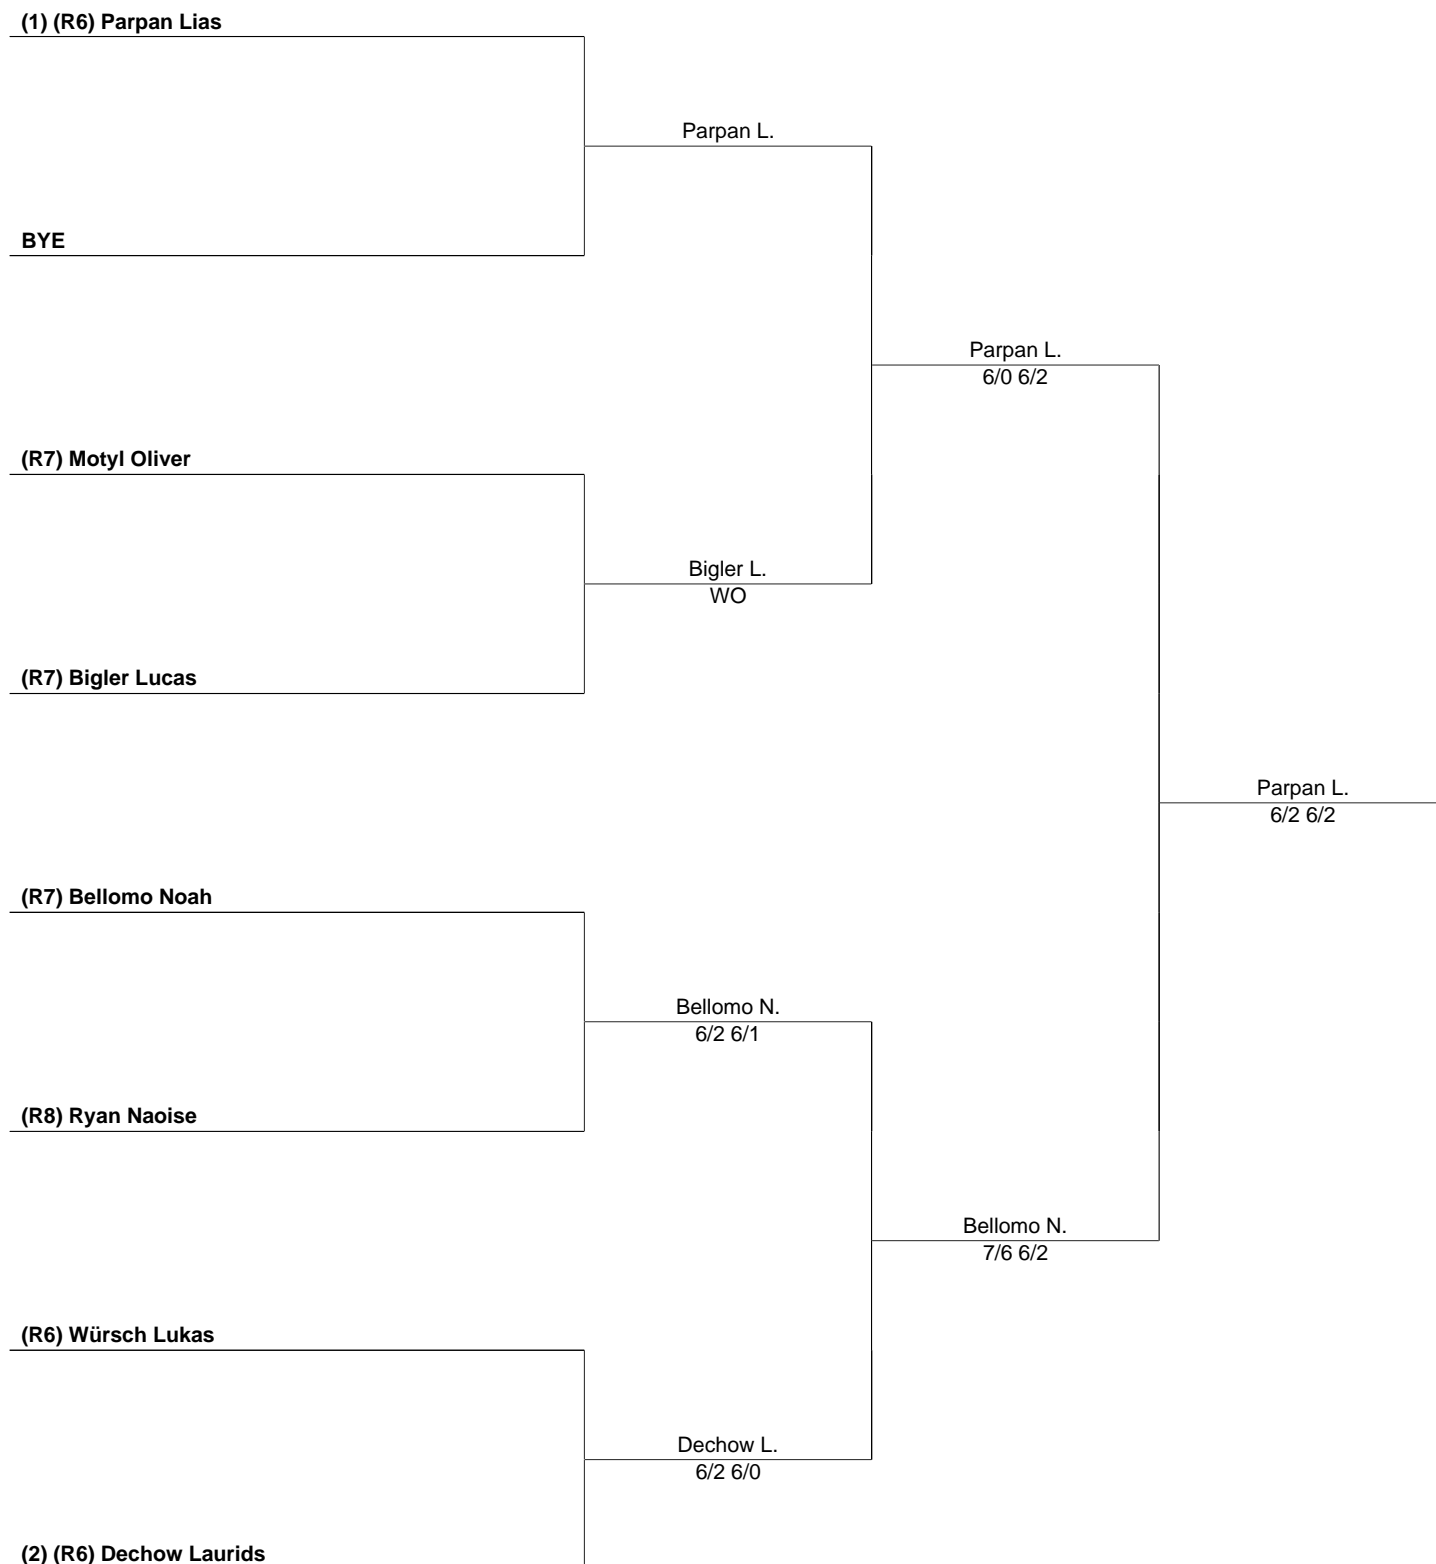 (1) (R6) Parpan Lias
Parpan L.
BYE
Parpan L.
6/0 6/2
(R7) Motyl Oliver
Bigler L.
WO
(R7) Bigler Lucas
Parpan L.
6/2 6/2
(R7) Bellomo Noah
Bellomo N.
6/2 6/1
(R8) Ryan Naoise
Bellomo N.
7/6 6/2
(R6) Würsch Lukas
Dechow L.
6/2 6/0
(2) (R6) Dechow Laurids